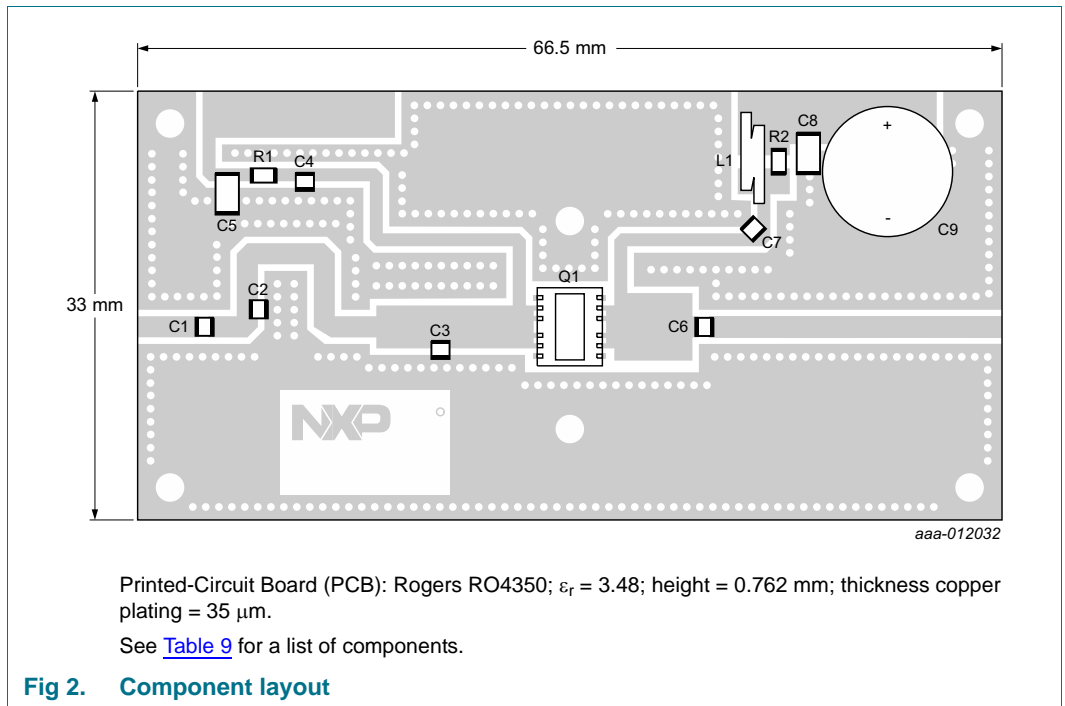 66.5 mm
33 mm
R1
C4
C5
L1
R2
C8
+
-
C9
C7
Q1
C2
C1
C3
C6
NXP
aaa-012032
Printed-Circuit Board (PCB): Rogers RO4350; εr = 3.48; height = 0.762 mm; thickness copper
plating = 35 μm.
See Table 9 for a list of components.
Fig 2. Component layout